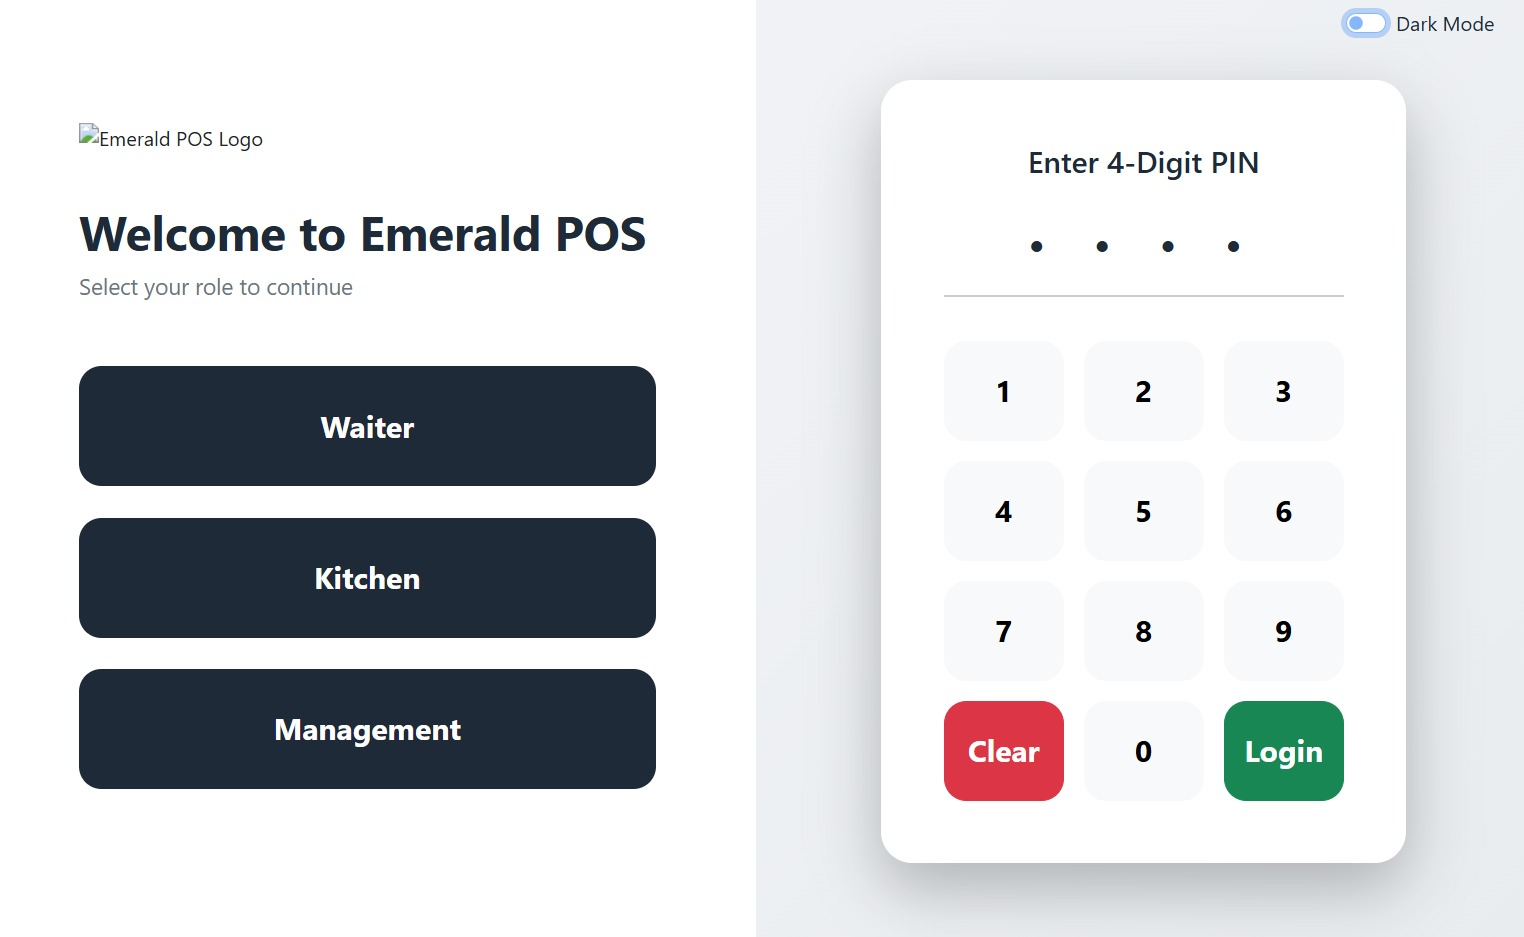 Emerald POS Logo
Welcome to Emerald POS
Select your role to continue
Waiter
Kitchen
Management
Dark Mode
Enter 4-Digit PIN
• • • •
1 2 3
4 5 6
7 8 9
Clear 0 Login